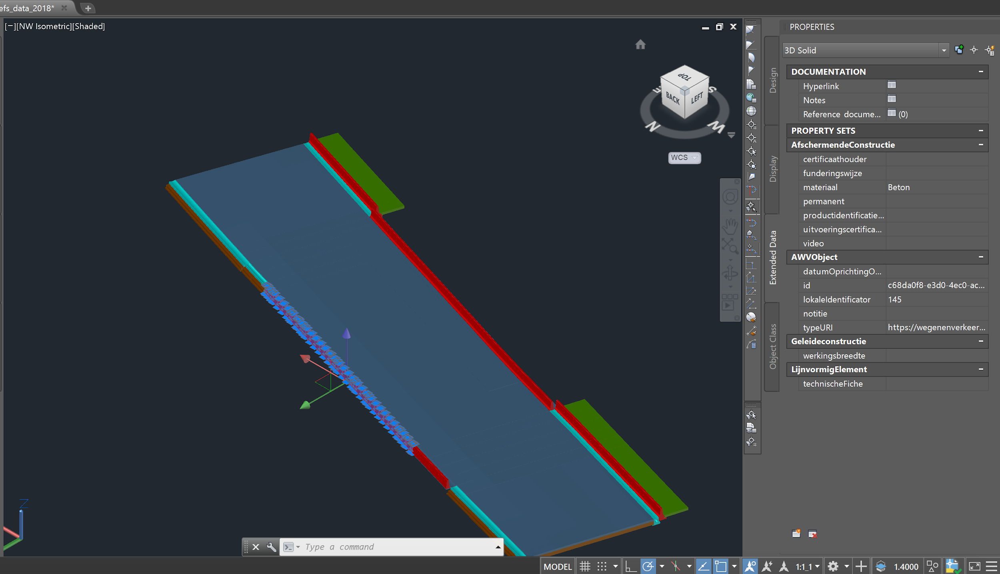 efs_data_2018*
[−][NW Isometric][Shaded]
TOP
BACK
LEFT
E
S
N
W
WCS
Z
Type a command
Design
Display
Extended Data
Object Class
PROPERTIES
3D Solid
DOCUMENTATION
Hyperlink
Notes
Reference docume... (0)
PROPERTY SETS
AfschermendeConstructie
certificaathouder
funderingswijze
materiaal Beton
permanent
productidentificatie...
uitvoeringscertifica...
video
AWVObject
datumOprichtingO...
id c68da0f8-e3d0-4ec0-ac...
lokaleIdentificator 145
notitie
typeURI https://wegenenverkeer...
Geleideconstructie
werkingsbreedte
LijnvormigElement
technischeFiche
MODEL 1:1_1 1.4000